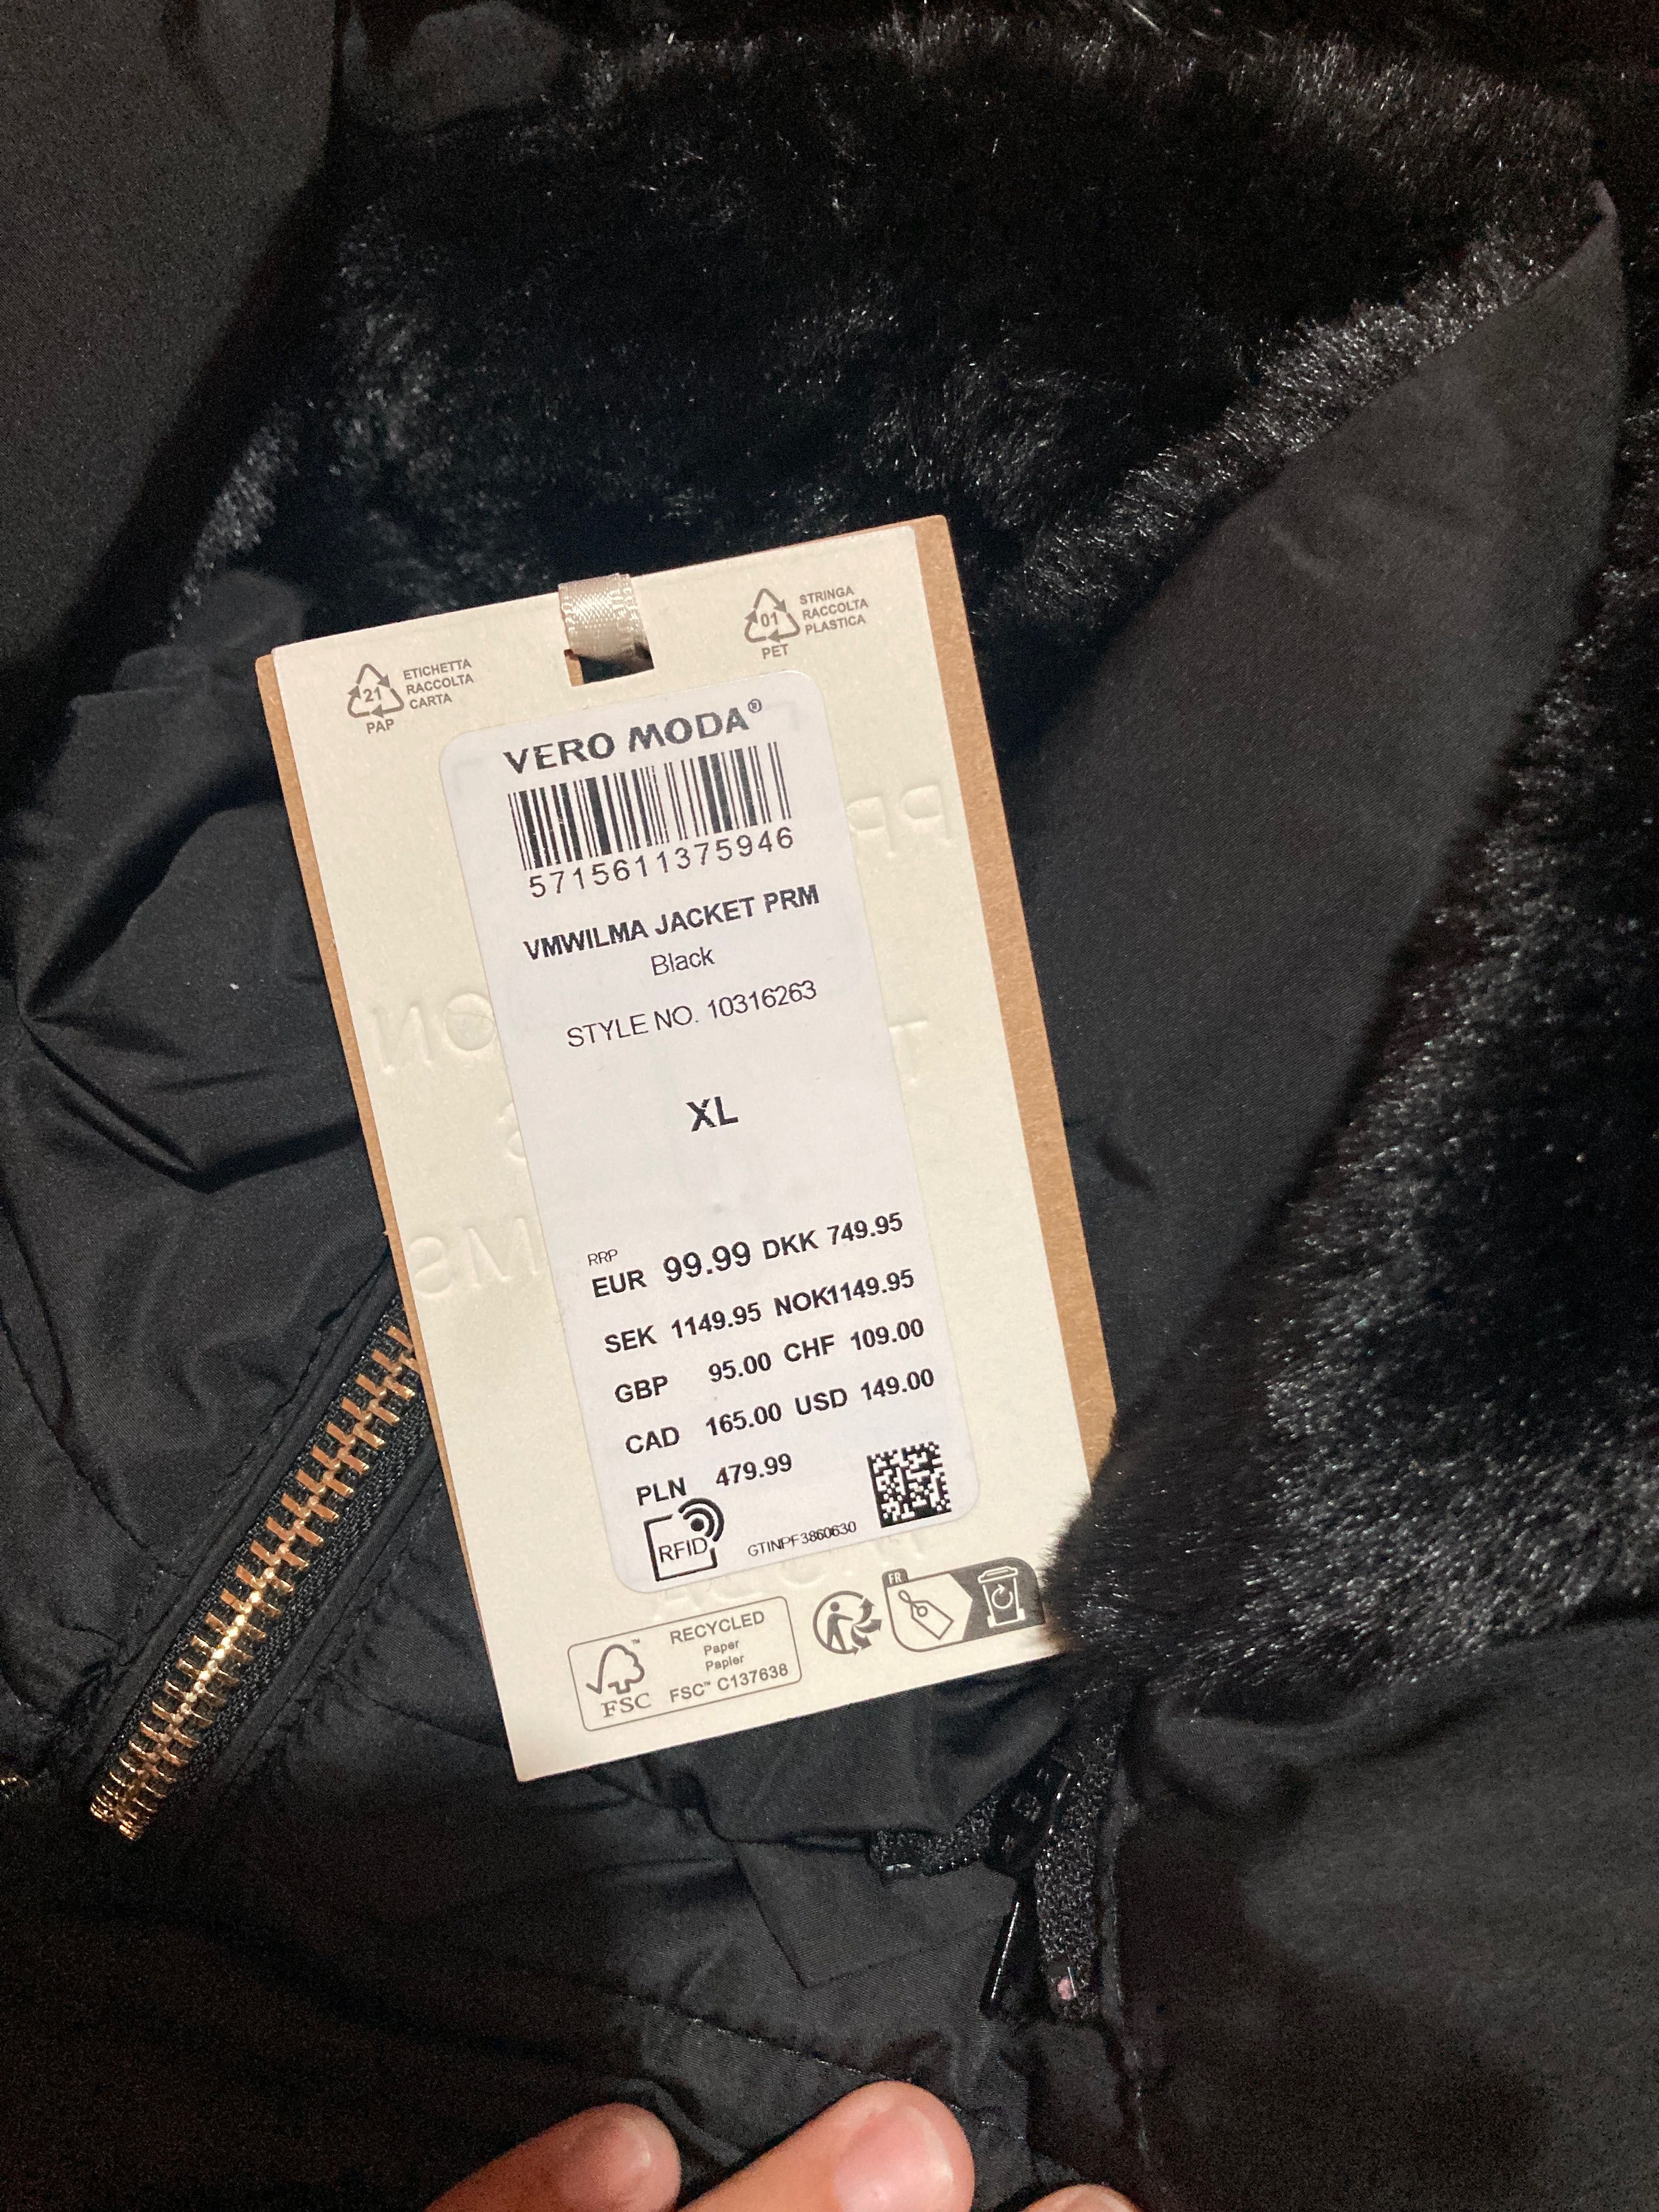 21
PAP
ETICHETTA
RACCOLTA
CARTA
01
PET
STRINGA
RACCOLTA
PLASTICA
VERO MODA®
5715611375946
VMWILMA JACKET PRM
Black
STYLE NO. 10316263
XL
RRP
EUR 99.99 DKK 749.95
SEK 1149.95 NOK1149.95
GBP 95.00 CHF 109.00
CAD 165.00 USD 149.00
PLN 479.99
RFID
GTINPF3860630
FSC™
RECYCLED
Paper
Papier
FSC™ C137638
FR